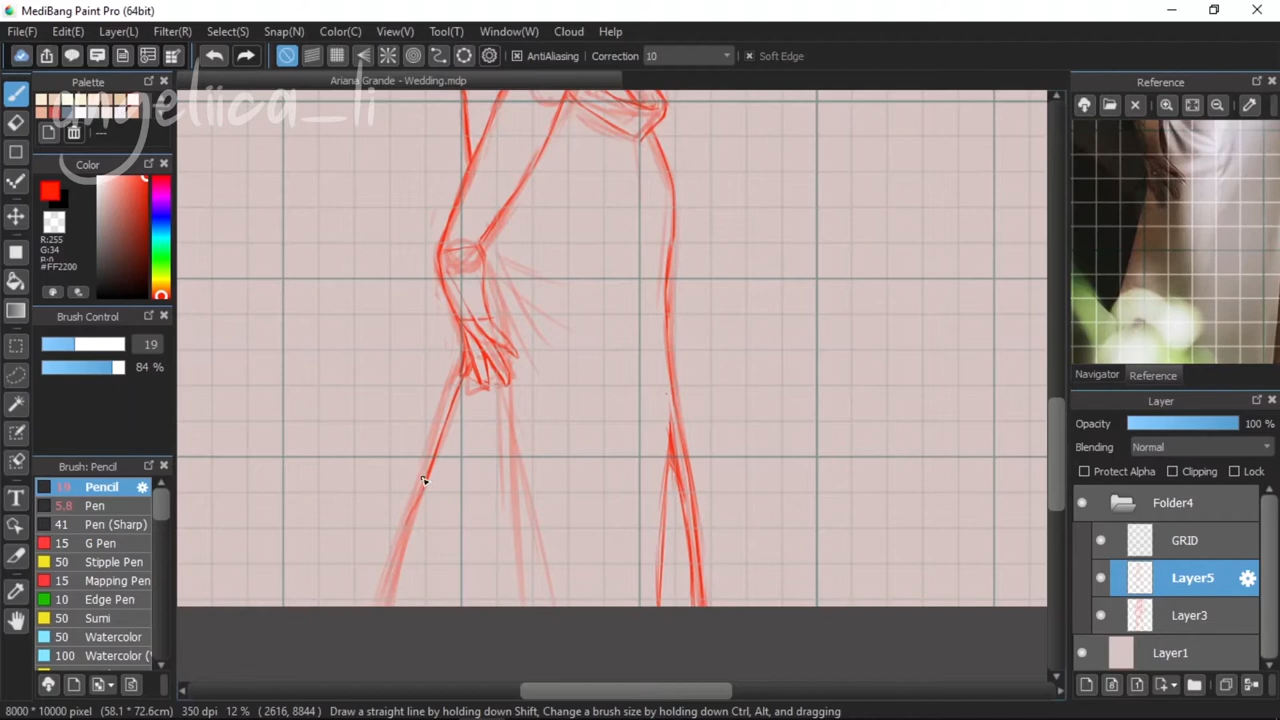 MediBang Paint Pro (64bit)
File(F) Edit(E) Layer(L) Filter(R) Select(S) Snap(N) Color(C) View(V) Tool(T) Window(W) Cloud Help
AntiAliasing Correction 10 Soft Edge
Palette
Ariana Grande - Wedding.mdp
Reference
angeliica_li
---
Color
R:255
G:34
B:0
#FF2200
Brush Control
19
84 %
Navigator Reference
Layer
Opacity 100 %
Blending Normal
Protect Alpha Clipping Lock
Brush: Pencil
19 Pencil
5.8 Pen
41 Pen (Sharp)
15 G Pen
50 Stipple Pen
15 Mapping Pen
10 Edge Pen
50 Sumi
50 Watercolor
100 Watercolor (
Folder4
GRID
Layer5
Layer3
Layer1
8000 * 10000 pixel (58.1 * 72.6cm) 350 dpi 12 % ( 2616, 8844 ) Draw a straight line by holding down Shift, Change a brush size by holding down Ctrl, Alt, and dragging